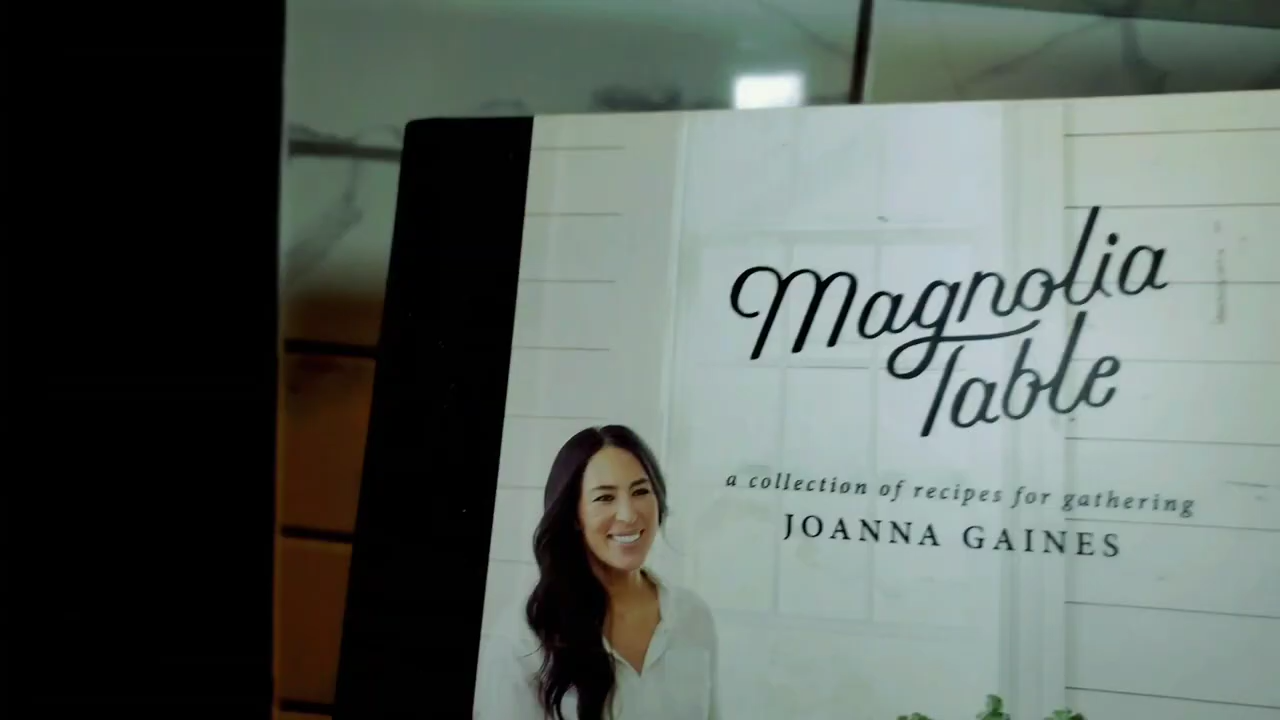 Magnolia
Table
a collection of recipes for gathering
JOANNA GAINES